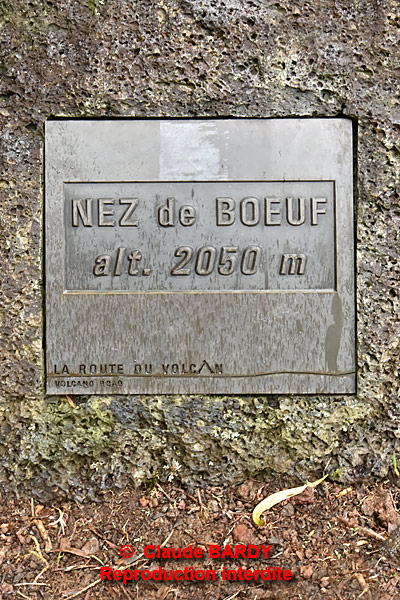 NEZ de BOEUF
alt. 2050 m
LA ROUTE DU VOLCAN
VOLCANO ROAD
© Claude BARDY
Reproduction Interdite